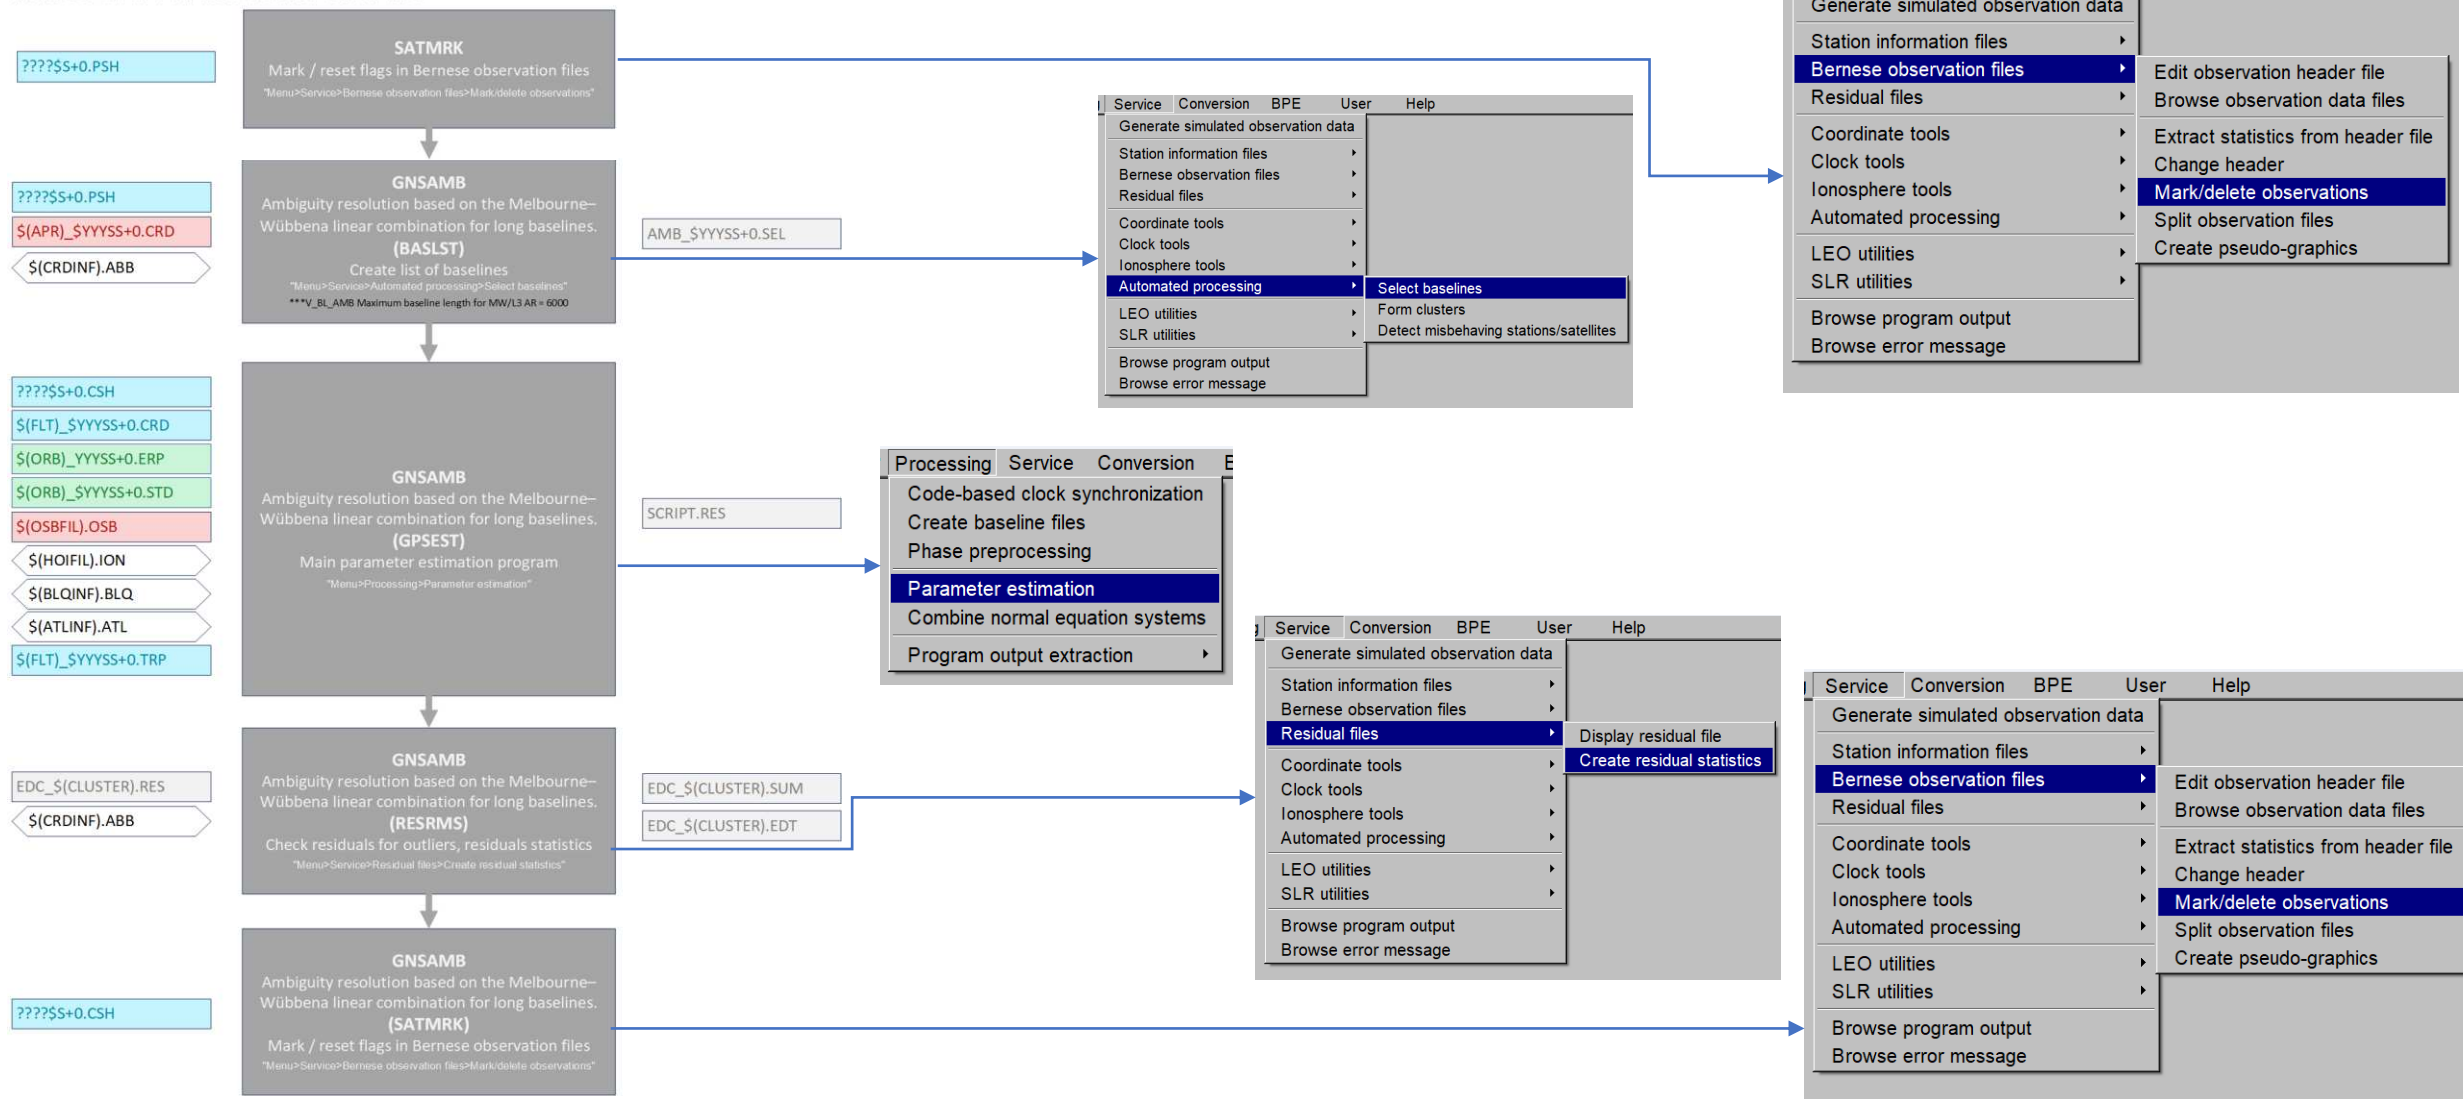 ????$S+0.PSH
SATMRK
Mark / reset flags in Bernese observation files
"Menu>Service>Bernese observation files>Mark/delete observations"
????$S+0.PSH
$(APR)_$YYYSS+0.CRD
$(CRDINF).ABB
GNSAMB
Ambiguity resolution based on the Melbourne–
Wübbena linear combination for long baselines.
(BASLST)
Create list of baselines
"Menu>Service>Automated processing>Select baselines"
***V_BL_AMB Maximum baseline length for MW/L3 AR = 6000
AMB_$YYYSS+0.SEL
????$S+0.CSH
$(FLT)_$YYYSS+0.CRD
$(ORB)_YYYSS+0.ERP
$(ORB)_$YYYSS+0.STD
$(OSBFIL).OSB
$(HOIFIL).ION
$(BLQINF).BLQ
$(ATLINF).ATL
$(FLT)_$YYYSS+0.TRP
GNSAMB
Ambiguity resolution based on the Melbourne–
Wübbena linear combination for long baselines.
(GPSEST)
Main parameter estimation program
"Menu>Processing>Parameter estimation"
SCRIPT.RES
EDC_$(CLUSTER).RES
$(CRDINF).ABB
GNSAMB
Ambiguity resolution based on the Melbourne–
Wübbena linear combination for long baselines.
(RESRMS)
Check residuals for outliers, residuals statistics
"Menu>Service>Residual files>Create residual statistics"
EDC_$(CLUSTER).SUM
EDC_$(CLUSTER).EDT
????$S+0.CSH
GNSAMB
Ambiguity resolution based on the Melbourne–
Wübbena linear combination for long baselines.
(SATMRK)
Mark / reset flags in Bernese observation files
"Menu>Service>Bernese observation files>Mark/delete observations"
Service Conversion BPE User Help
Generate simulated observation data
Station information files
Bernese observation files
Residual files
Coordinate tools
Clock tools
Ionosphere tools
Automated processing
LEO utilities
SLR utilities
Browse program output
Browse error message
Select baselines
Form clusters
Detect misbehaving stations/satellites
Generate simulated observation data
Station information files
Bernese observation files
Residual files
Coordinate tools
Clock tools
Ionosphere tools
Automated processing
LEO utilities
SLR utilities
Browse program output
Browse error message
Edit observation header file
Browse observation data files
Extract statistics from header file
Change header
Mark/delete observations
Split observation files
Create pseudo-graphics
Processing Service Conversion
Code-based clock synchronization
Create baseline files
Phase preprocessing
Parameter estimation
Combine normal equation systems
Program output extraction
Service Conversion BPE User Help
Generate simulated observation data
Station information files
Bernese observation files
Residual files
Coordinate tools
Clock tools
Ionosphere tools
Automated processing
LEO utilities
SLR utilities
Browse program output
Browse error message
Display residual file
Create residual statistics
Service Conversion BPE User Help
Generate simulated observation data
Station information files
Bernese observation files
Residual files
Coordinate tools
Clock tools
Ionosphere tools
Automated processing
LEO utilities
SLR utilities
Browse program output
Browse error message
Edit observation header file
Browse observation data files
Extract statistics from header file
Change header
Mark/delete observations
Split observation files
Create pseudo-graphics